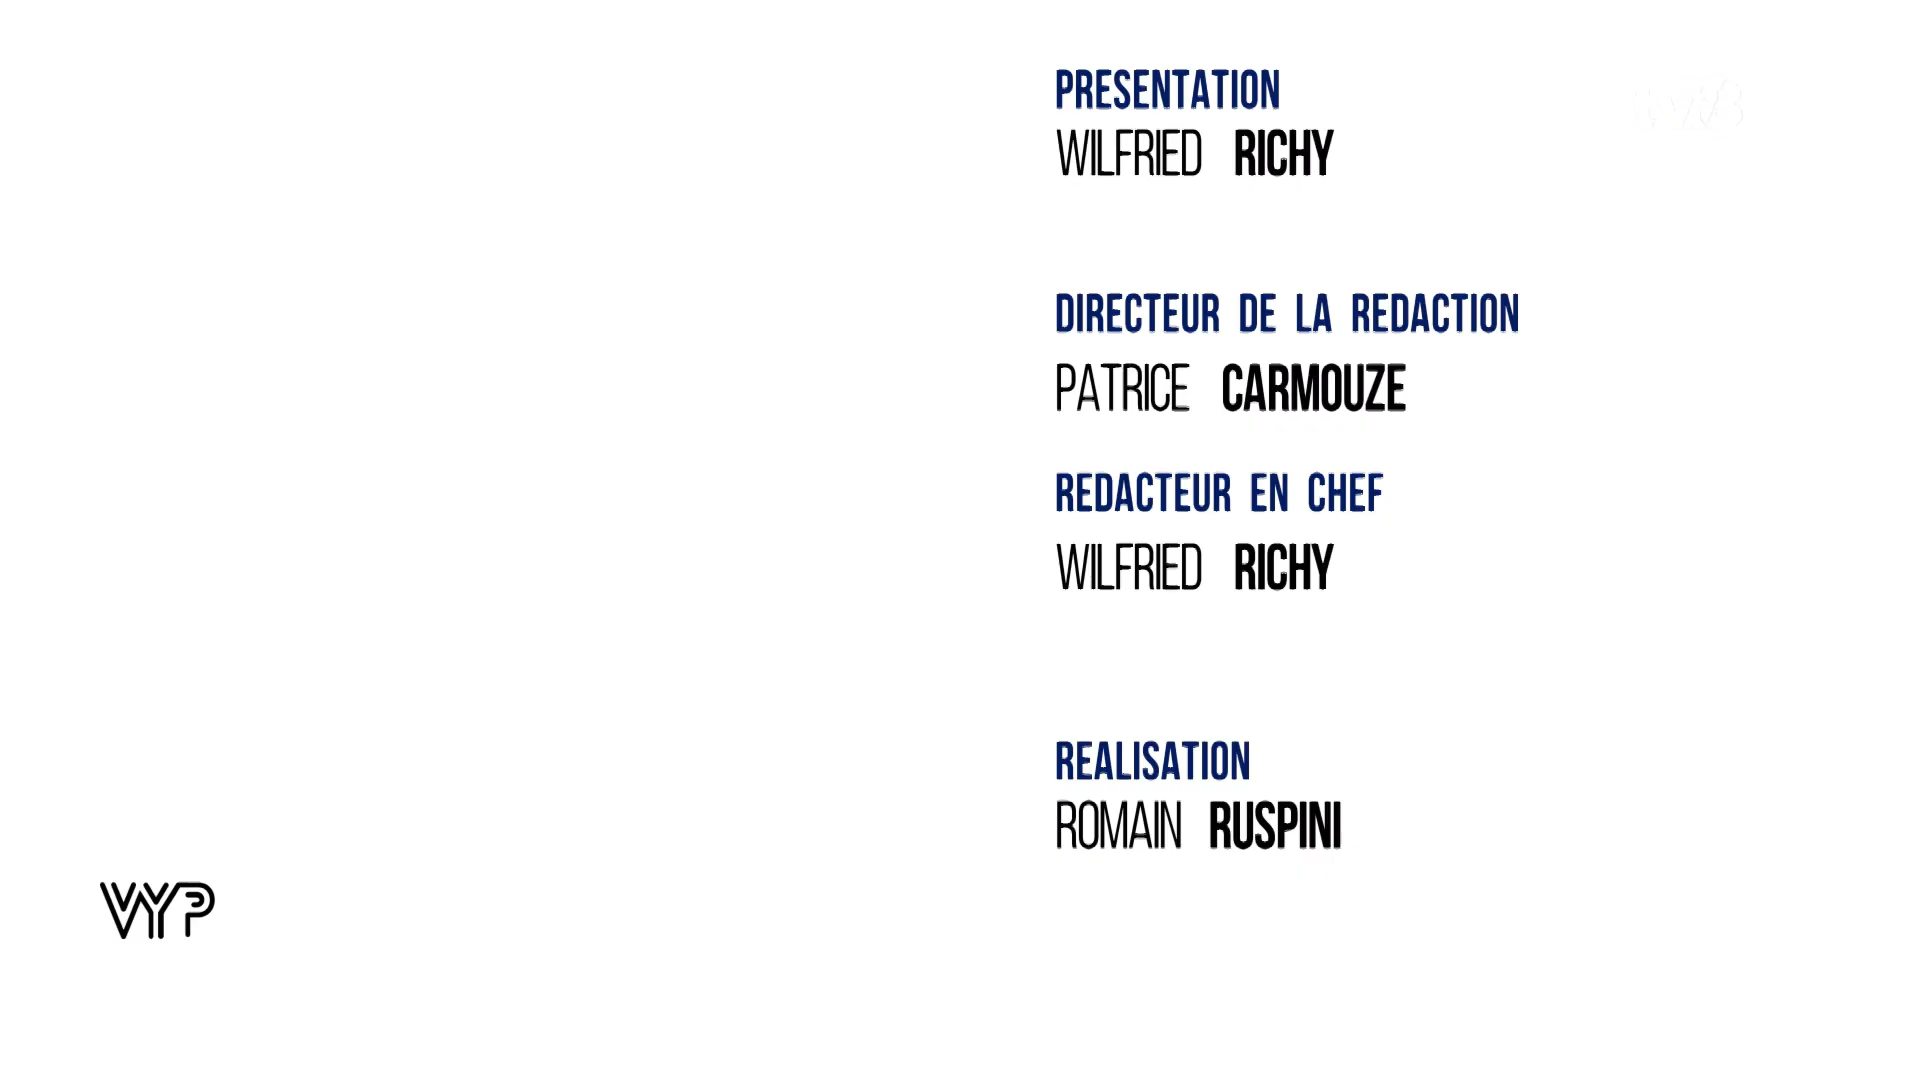 PRESENTATION
WILFRIED RICHY
DIRECTEUR DE LA REDACTION
PATRICE CARMOUZE
REDACTEUR EN CHEF
WILFRIED RICHY
REALISATION
ROMAIN RUSPINI
VYP